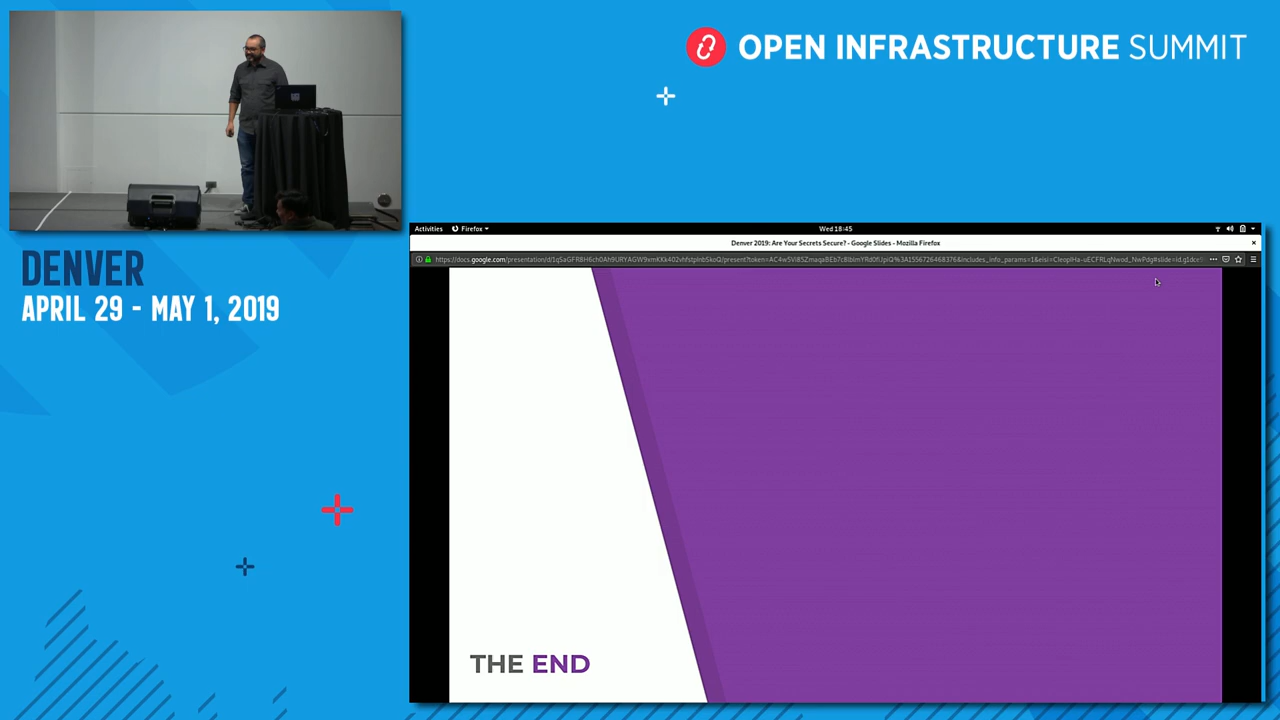 OPEN INFRASTRUCTURE SUMMIT
DENVER
APRIL 29 - MAY 1, 2019
Activities Firefox Wed 18:45
Denver 2019: Are Your Secrets Secure? - Google Slides - Mozilla Firefox
THE END